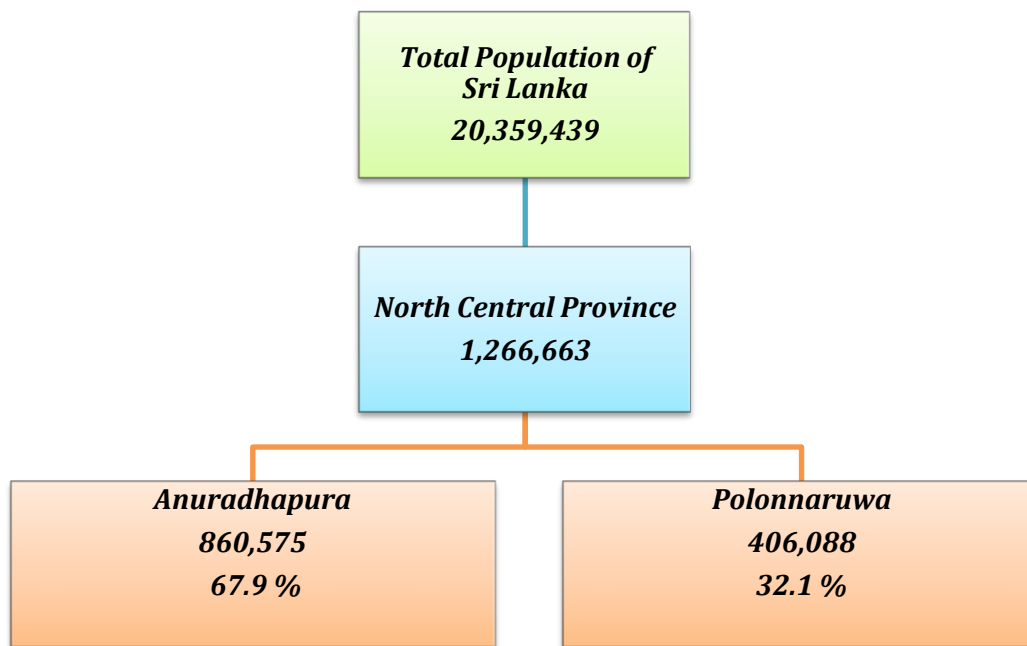 Total Population of
Sri Lanka
20,359,439
North Central Province
1,266,663
Anuradhapura
860,575
67.9 %
Polonnaruwa
406,088
32.1 %